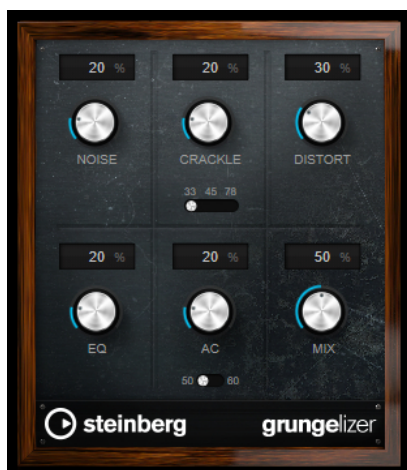 20 % 20 % 30 %
NOISE CRACKLE DISTORT
33 45 78
20 % 20 % 50 %
EQ AC MIX
50 60
steinberg grungelizer